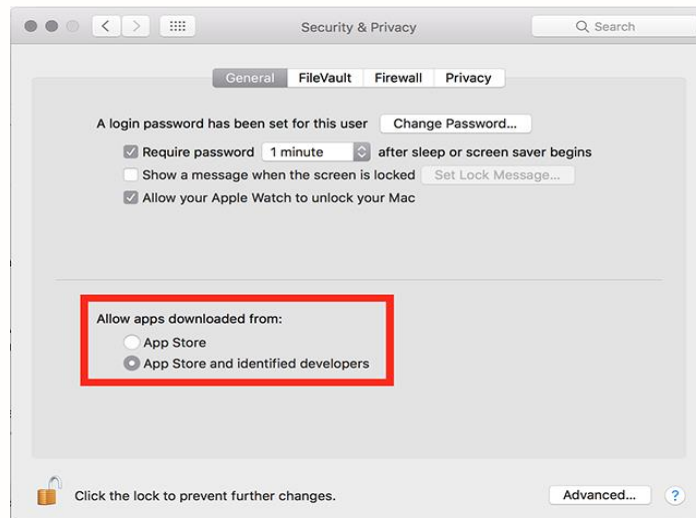 Security & Privacy
Search
General FileVault Firewall Privacy
A login password has been set for this user Change Password...
Require password 1 minute after sleep or screen saver begins
Show a message when the screen is locked Set Lock Message...
Allow your Apple Watch to unlock your Mac
Allow apps downloaded from:
App Store
App Store and identified developers
Click the lock to prevent further changes.
Advanced...
?